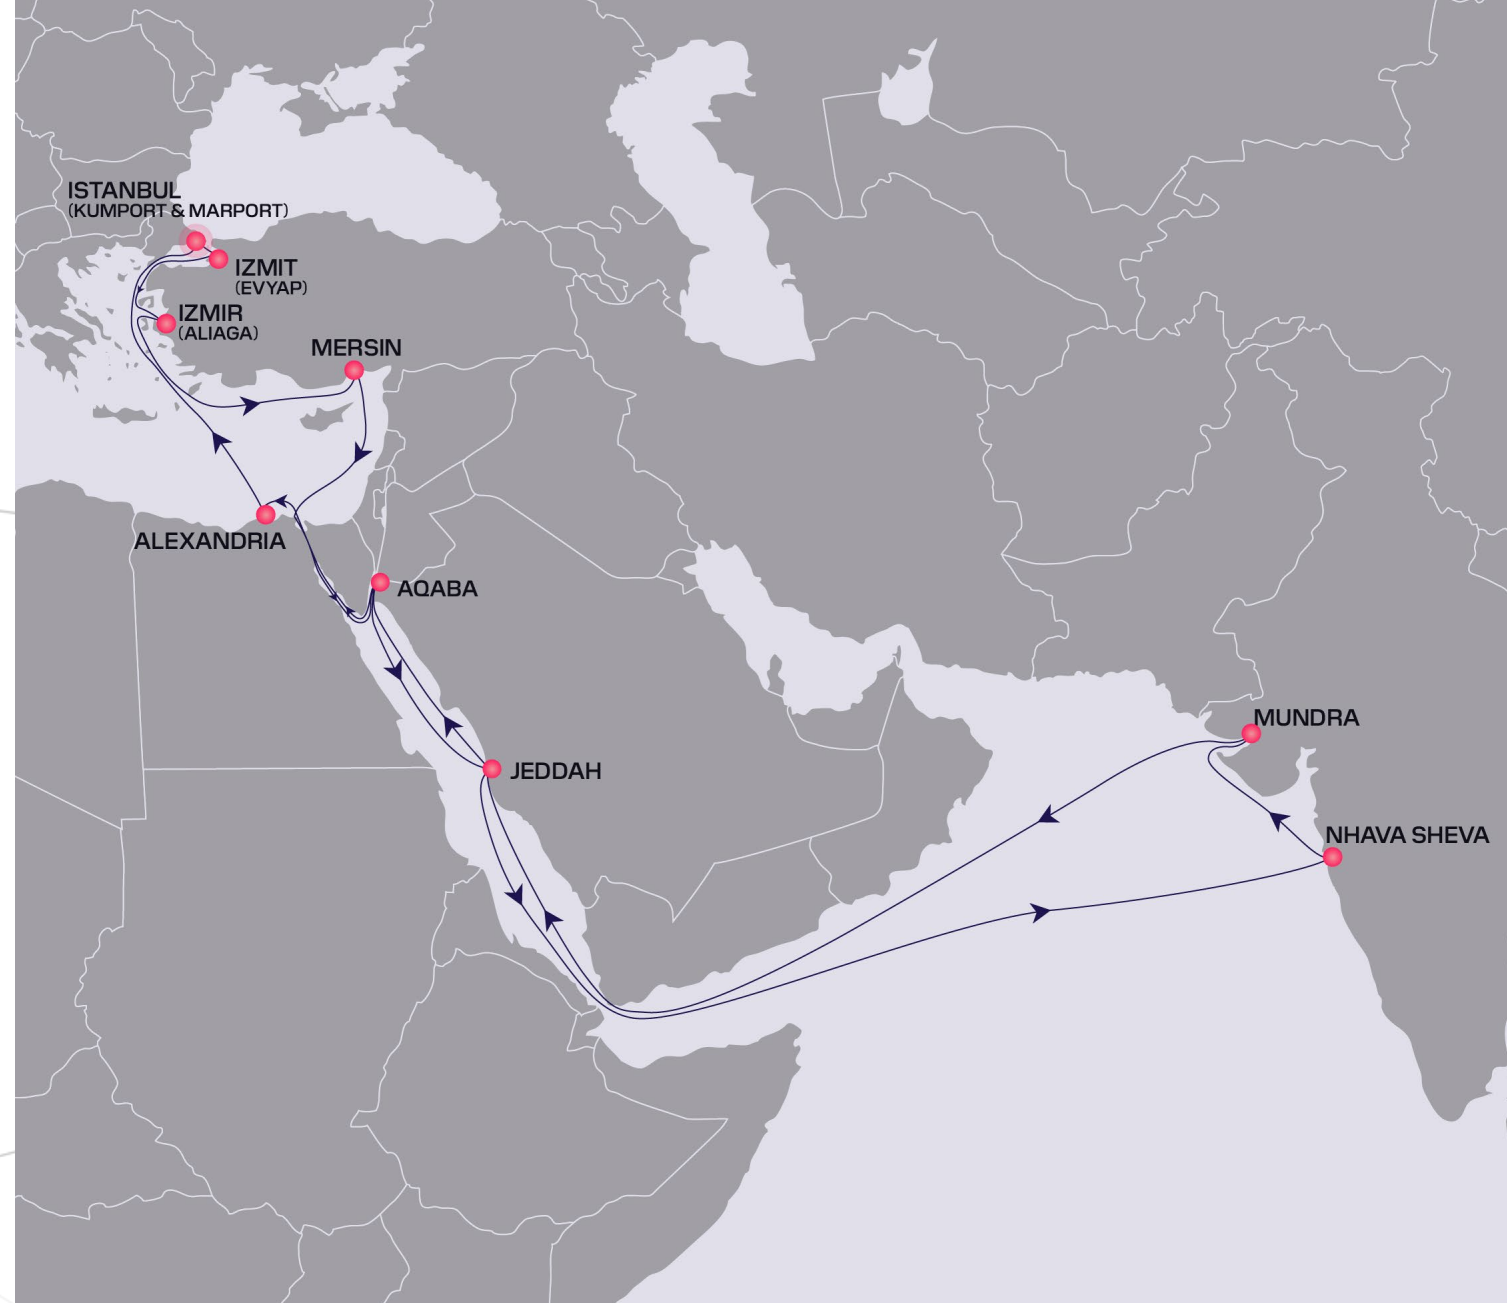 ISTANBUL
(KUMPORT & MARPORT)
IZMIT
(EVYAP)
IZMIR
(ALIAGA)
MERSIN
ALEXANDRIA
AQABA
JEDDAH
MUNDRA
NHAVA SHEVA